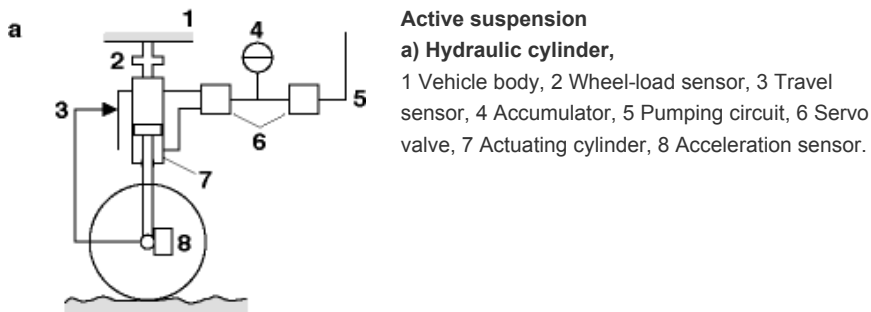 a
1
2
3
4
5
6
7
8
Active suspension
a) Hydraulic cylinder,
1 Vehicle body, 2 Wheel-load sensor, 3 Travel
sensor, 4 Accumulator, 5 Pumping circuit, 6 Servo
valve, 7 Actuating cylinder, 8 Acceleration sensor.